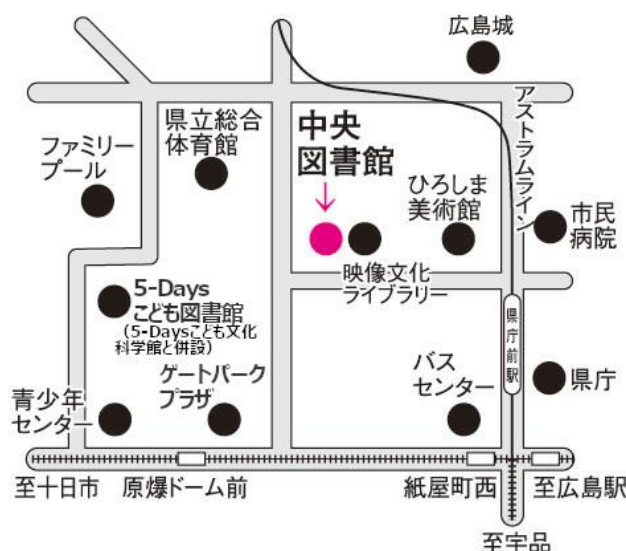 広島城
アストラムライン
県立総合
体育館
中央
図書館
ファミリー
プール
ひろしま
美術館
市民
病院
映像文化
ライブラリー
5-Days
こども図書館
(5-Daysこども文化
科学館と併設)
県庁前駅
ゲートパーク
プラザ
バス
センター
県庁
青少年
センター
至十日市
原爆ドーム前
紙屋町西
至広島駅
至宇品